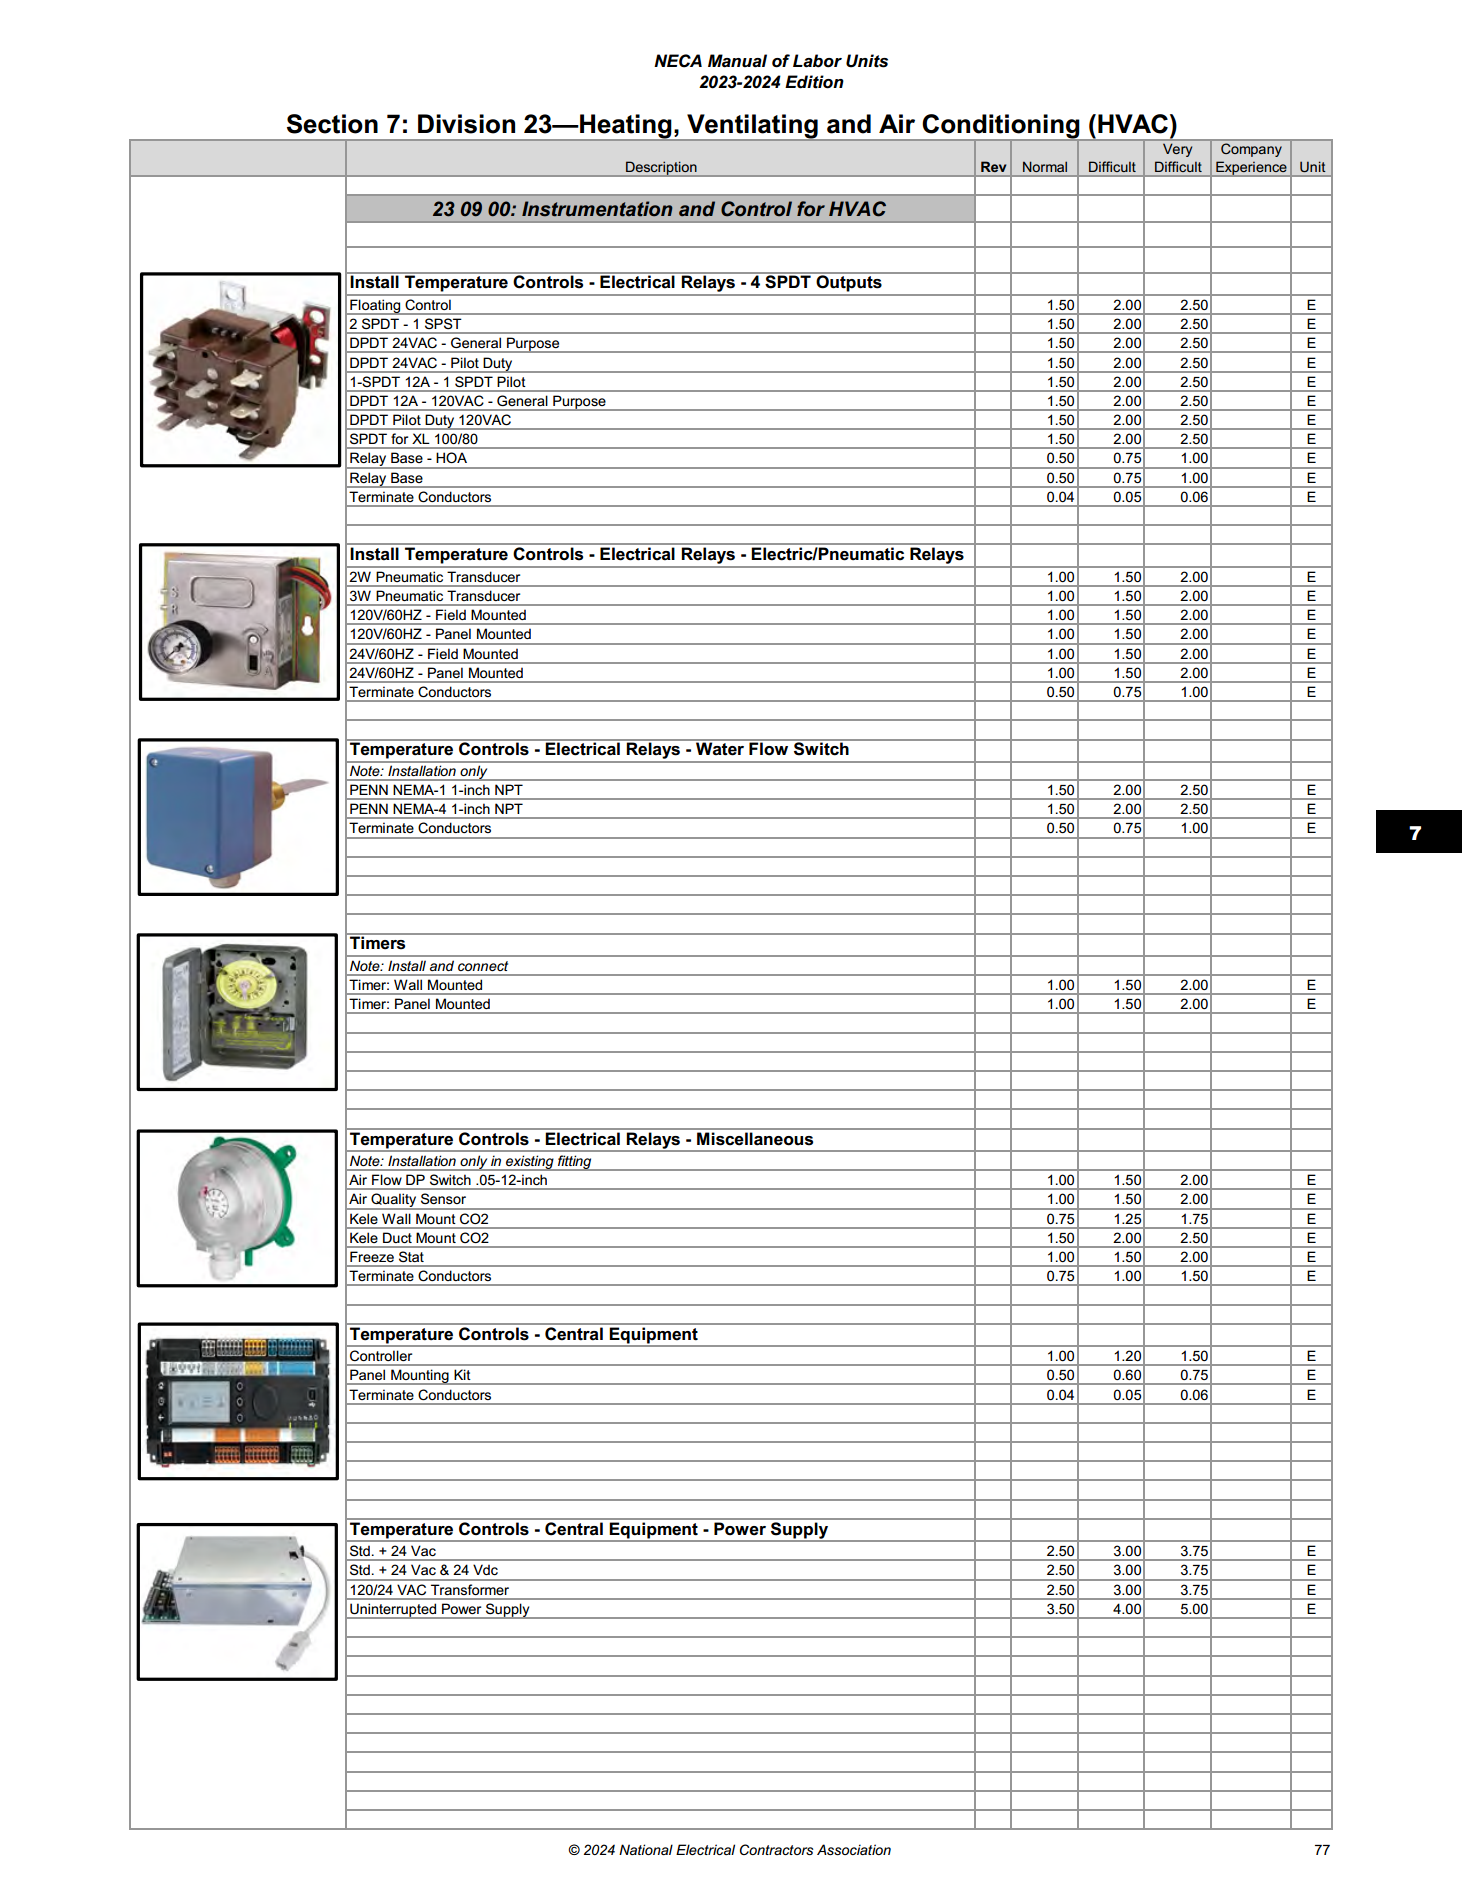 NECA Manual of Labor Units
2023-2024 Edition
Section 7: Division 23—Heating, Ventilating and Air Conditioning (HVAC)
Description Rev Normal Difficult Very Difficult Company Experience Unit
23 09 00: Instrumentation and Control for HVAC
Install Temperature Controls - Electrical Relays - 4 SPDT Outputs
Floating Control 1.50 2.00 2.50 E
2 SPDT - 1 SPST 1.50 2.00 2.50 E
DPDT 24VAC - General Purpose 1.50 2.00 2.50 E
DPDT 24VAC - Pilot Duty 1.50 2.00 2.50 E
1-SPDT 12A - 1 SPDT Pilot 1.50 2.00 2.50 E
DPDT 12A - 120VAC - General Purpose 1.50 2.00 2.50 E
DPDT Pilot Duty 120VAC 1.50 2.00 2.50 E
SPDT for XL 100/80 1.50 2.00 2.50 E
Relay Base - HOA 0.50 0.75 1.00 E
Relay Base 0.50 0.75 1.00 E
Terminate Conductors 0.04 0.05 0.06 E
Install Temperature Controls - Electrical Relays - Electric/Pneumatic Relays
2W Pneumatic Transducer 1.00 1.50 2.00 E
3W Pneumatic Transducer 1.00 1.50 2.00 E
120V/60HZ - Field Mounted 1.00 1.50 2.00 E
120V/60HZ - Panel Mounted 1.00 1.50 2.00 E
24V/60HZ - Field Mounted 1.00 1.50 2.00 E
24V/60HZ - Panel Mounted 1.00 1.50 2.00 E
Terminate Conductors 0.50 0.75 1.00 E
Temperature Controls - Electrical Relays - Water Flow Switch
Note: Installation only
PENN NEMA-1 1-inch NPT 1.50 2.00 2.50 E
PENN NEMA-4 1-inch NPT 1.50 2.00 2.50 E
Terminate Conductors 0.50 0.75 1.00 E
7
Timers
Note: Install and connect
Timer: Wall Mounted 1.00 1.50 2.00 E
Timer: Panel Mounted 1.00 1.50 2.00 E
Temperature Controls - Electrical Relays - Miscellaneous
Note: Installation only in existing fitting
Air Flow DP Switch .05-12-inch 1.00 1.50 2.00 E
Air Quality Sensor 1.00 1.50 2.00 E
Kele Wall Mount CO2 0.75 1.25 1.75 E
Kele Duct Mount CO2 1.50 2.00 2.50 E
Freeze Stat 1.00 1.50 2.00 E
Terminate Conductors 0.75 1.00 1.50 E
Temperature Controls - Central Equipment
Controller 1.00 1.20 1.50 E
Panel Mounting Kit 0.50 0.60 0.75 E
Terminate Conductors 0.04 0.05 0.06 E
Temperature Controls - Central Equipment - Power Supply
Std. + 24 Vac 2.50 3.00 3.75 E
Std. + 24 Vac & 24 Vdc 2.50 3.00 3.75 E
120/24 VAC Transformer 2.50 3.00 3.75 E
Uninterrupted Power Supply 3.50 4.00 5.00 E
© 2024 National Electrical Contractors Association 77